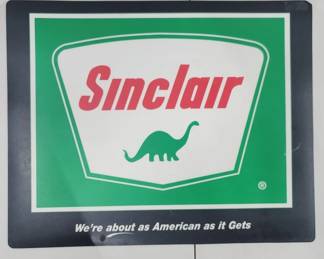 Sinclair
®
We're about as American as it Gets